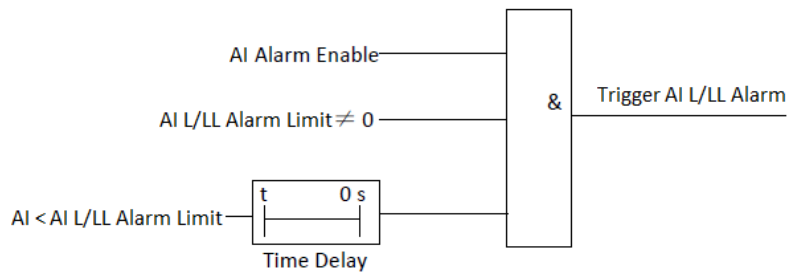 AI Alarm Enable
&
Trigger AI L/LL Alarm
AI L/LL Alarm Limit≠ 0
t 0 s
AI < AI L/LL Alarm Limit
Time Delay